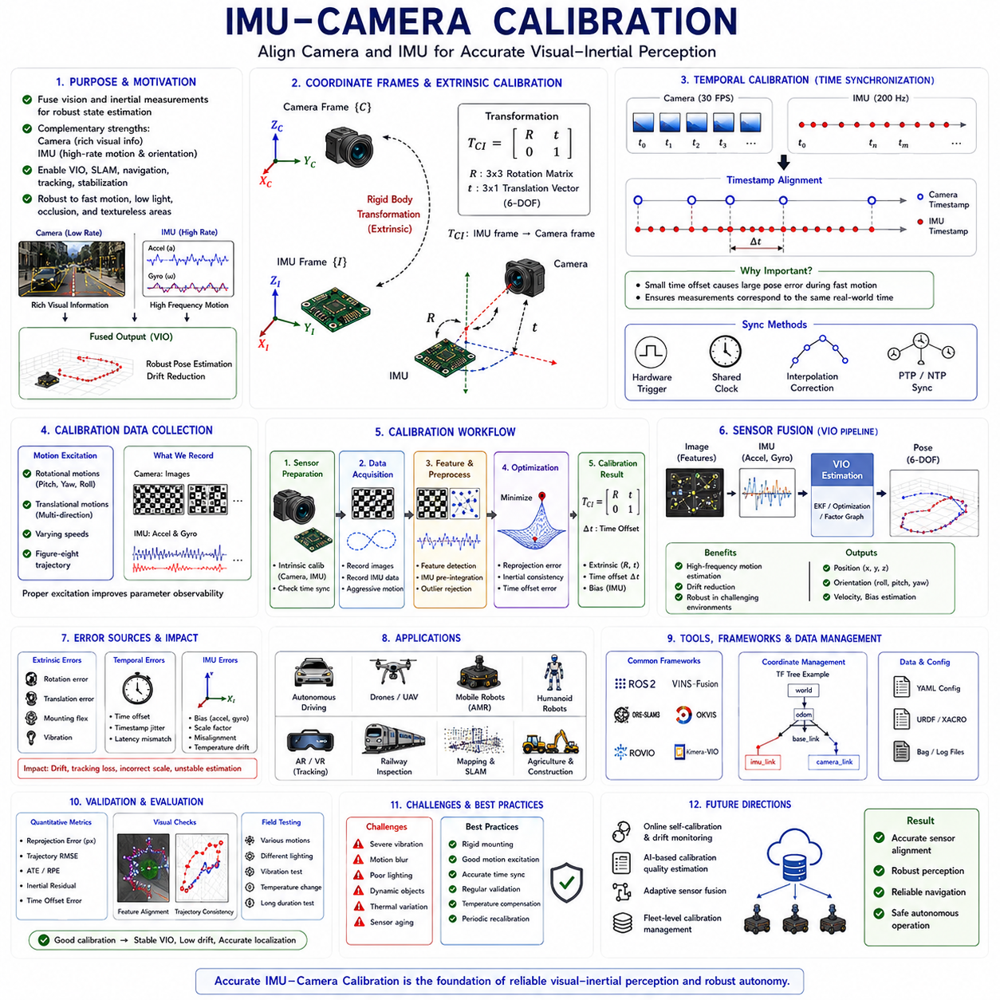 IMU–CAMERA CALIBRATION
Align Camera and IMU for Accurate Visual–Inertial Perception
1. PURPOSE & MOTIVATION
Fuse vision and inertial measurements
for robust state estimation
Complementary strengths:
Camera (rich visual info)
IMU (high-rate motion & orientation)
Enable VIO, SLAM, navigation,
tracking, stabilization
Robust to fast motion, low light,
occlusion, and textureless areas
Camera (Low Rate)
IMU (High Rate)
Accel (a)
Gyro (ω)
Rich Visual Information
High Frequency Motion
Fused Output (VIO)
Robust Pose Estimation
Drift Reduction
2. COORDINATE FRAMES & EXTRINSIC CALIBRATION
Camera Frame {C}
Z_C
Y_C
X_C
Rigid Body
Transformation
(Extrinsic)
IMU Frame {I}
Z_I
Y_I
X_I
Transformation
T_CI = [ R t
0 1 ]
R : 3x3 Rotation Matrix
t : 3x1 Translation Vector
(6-DOF)
T_CI : IMU frame → Camera frame
Camera
R
t
IMU
3. TEMPORAL CALIBRATION (TIME SYNCHRONIZATION)
Camera (30 FPS)
t0 t1 t2 t3 ...
IMU (200 Hz)
t0 tn tm ...
Timestamp Alignment
Camera
Timestamp
IMU
Timestamp
Δt
Why Important?
• Small time offset causes large pose error during fast motion
• Ensures measurements correspond to the same real-world time
Sync Methods
Hardware
Trigger
Shared
Clock
Interpolation
Correction
PTP / NTP
Sync
4. CALIBRATION DATA COLLECTION
Motion Excitation
Rotational motions
(Pitch, Yaw, Roll)
Translational motions
(Multi-direction)
Varying speeds
Figure-eight
trajectory
What We Record
Camera: Images
...
IMU: Accel & Gyro
...
Proper excitation improves parameter observability
5. CALIBRATION WORKFLOW
1. Sensor
Preparation
• Intrinsic calib
(Camera, IMU)
• Check time sync
2. Data
Acquisition
• Record images
• Record IMU data
• Aggressive motion
3. Feature &
Preprocess
• Feature detection
• IMU pre-integration
• Outlier rejection
4. Optimization
Minimize
• Reprojection error
• Inertial consistency
• Time offset error
5. Calibration
Result
T_CI = [ R t
0 1 ]
Δt : Time Offset
• Extrinsic (R, t)
• Time offset Δt
• Bias (IMU)
6. SENSOR FUSION (VIO PIPELINE)
Image
(Features)
IMU
(Accel, Gyro)
VIO
Estimation
EKF / Optimization
/ Factor Graph
Pose
(6-DOF)
Benefits
High-frequency motion
estimation
Drift reduction
Robust in challenging
environments
Outputs
Position (x, y, z)
Orientation (roll, pitch, yaw)
Velocity, Bias estimation
7. ERROR SOURCES & IMPACT
Extrinsic Errors
Rotation error
Translation error
Mounting flex
Vibration
Temporal Errors
• Time offset
• Timestamp jitter
• Latency mismatch
IMU Errors
• Bias (accel, gyro)
• Scale factor
• Misalignment
• Temperature drift
Impact: Drift, tracking loss, incorrect scale, unstable estimation
8. APPLICATIONS
Autonomous
Driving
Drones / UAV
Mobile Robots
(AMR)
Humanoid
Robots
AR / VR
(Tracking)
Railway
Inspection
Mapping &
SLAM
Agriculture &
Construction
9. TOOLS, FRAMEWORKS & DATA MANAGEMENT
Common Frameworks
ROS 2
VINS-Fusion
ORE-SLAM3
OKVIS
ROVIO
Kimera-VIO
Coordinate Management
TF Tree Example
world
odom
base_link
imu_link
camera_link
Data & Config
YAML Config
URDF / XACRO
Bag / Log Files
10. VALIDATION & EVALUATION
Quantitative Metrics
• Reprojection Error (px)
• Trajectory RMSE
• ATE / RPE
• Inertial Residual
• Time Offset Error
Visual Checks
Feature Alignment
Trajectory Consistency
Field Testing
Various motions
Different lighting
Vibration test
Temperature change
Long duration test
Good calibration → Stable VIO, Low drift, Accurate localization
11. CHALLENGES & BEST PRACTICES
Challenges
Severe vibration
Motion blur
Poor lighting
Dynamic objects
Thermal variation
Sensor aging
Best Practices
Rigid mounting
Good motion excitation
Accurate time sync
Regular validation
Temperature compensation
Periodic recalibration
12. FUTURE DIRECTIONS
Online self-calibration
& drift monitoring
AI-based calibration
quality estimation
Adaptive sensor fusion
Fleet-level calibration
management
Result
Accurate sensor
alignment
Robust perception
Reliable navigation
Safe autonomous
operation
Accurate IMU–Camera Calibration is the foundation of reliable visual–inertial perception and robust autonomy.